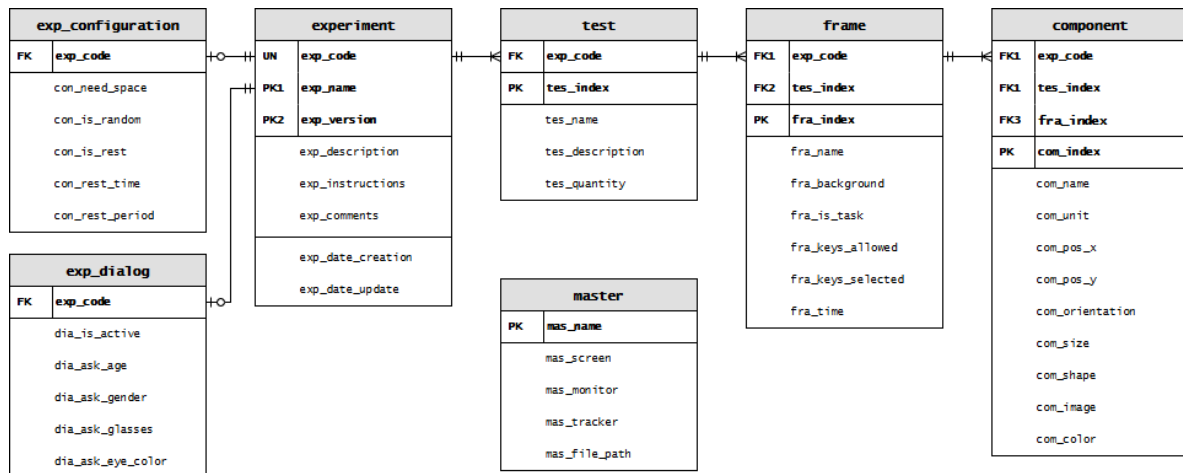 exp_configuration
FK exp_code
con_need_space
con_is_random
con_is_rest
con_rest_time
con_rest_period
exp_dialog
FK exp_code
dia_is_active
dia_ask_age
dia_ask_gender
dia_ask_glasses
dia_ask_eye_color
experiment
UN exp_code
PK1 exp_name
PK2 exp_version
exp_description
exp_instructions
exp_comments
exp_date_creation
exp_date_update
test
FK exp_code
PK tes_index
tes_name
tes_description
tes_quantity
master
PK mas_name
mas_screen
mas_monitor
mas_tracker
mas_file_path
frame
FK1 exp_code
FK2 tes_index
PK fra_index
fra_name
fra_background
fra_is_task
fra_keys_allowed
fra_keys_selected
fra_time
component
FK1 exp_code
FK1 tes_index
FK3 fra_index
PK com_index
com_name
com_unit
com_pos_x
com_pos_y
com_orientation
com_size
com_shape
com_image
com_color